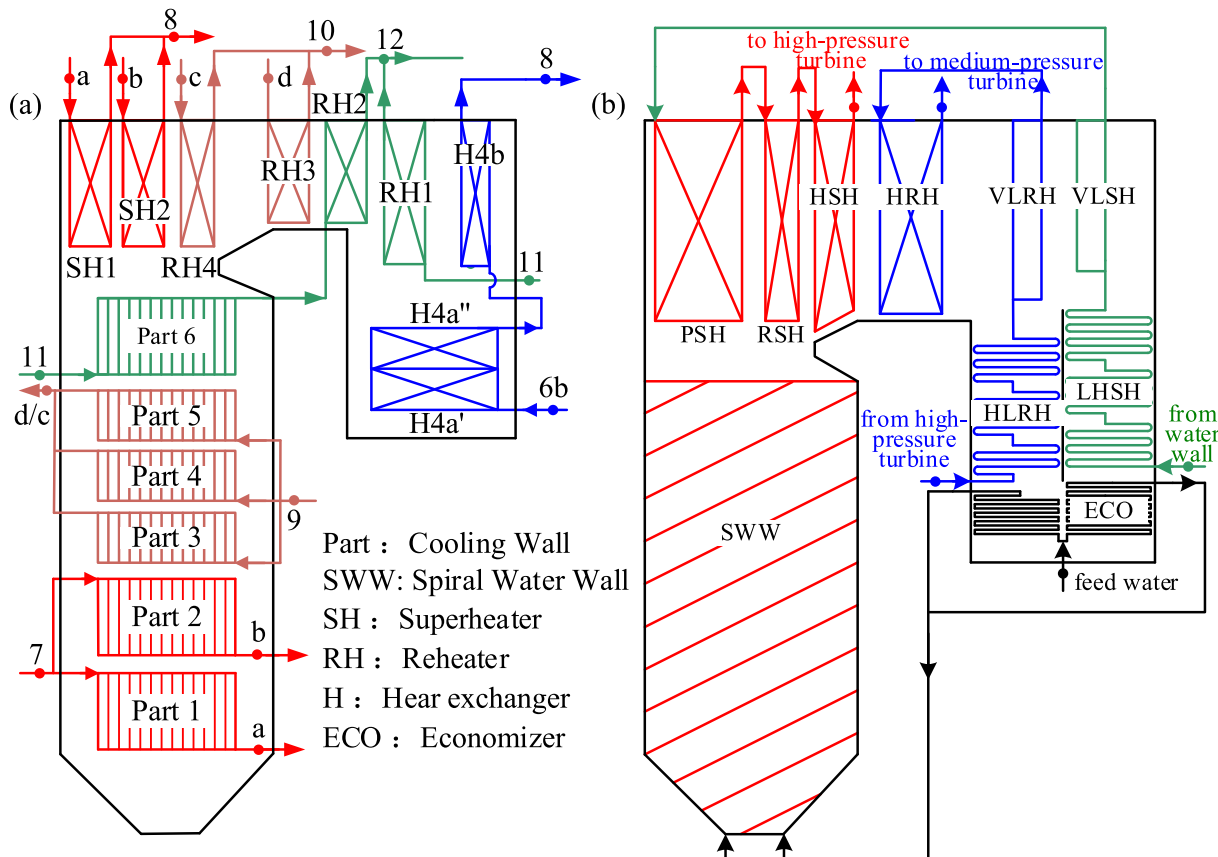 (a)
8
10
12
8
a
b
c
d
RH2
H4b
RH3
RH1
SH2
SH1
RH4
11
H4a"
Part 6
11
6b
H4a'
d/c
Part 5
Part 4
9
Part 3
Part 2
b
7
Part 1
a
Part： Cooling Wall
SWW: Spiral Water Wall
SH： Superheater
RH： Reheater
H： Hear exchanger
ECO： Economizer
(b)
to high-pressure
turbine
to medium-pressure
turbine
HSH
HRH
VLRH
VLSH
PSH
RSH
LHSH
HLRH
from high-
pressure
turbine
from
water
wall
ECO
SWW
feed water